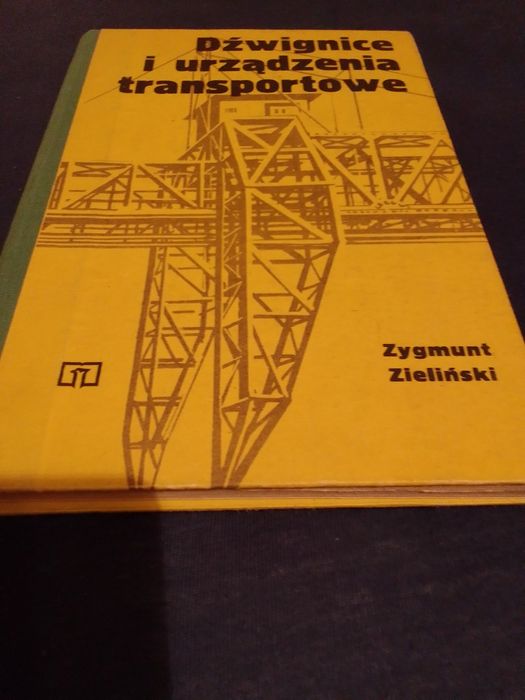 Dźwignice
i urządzenia
transportowe
Zygmunt
Zieliński